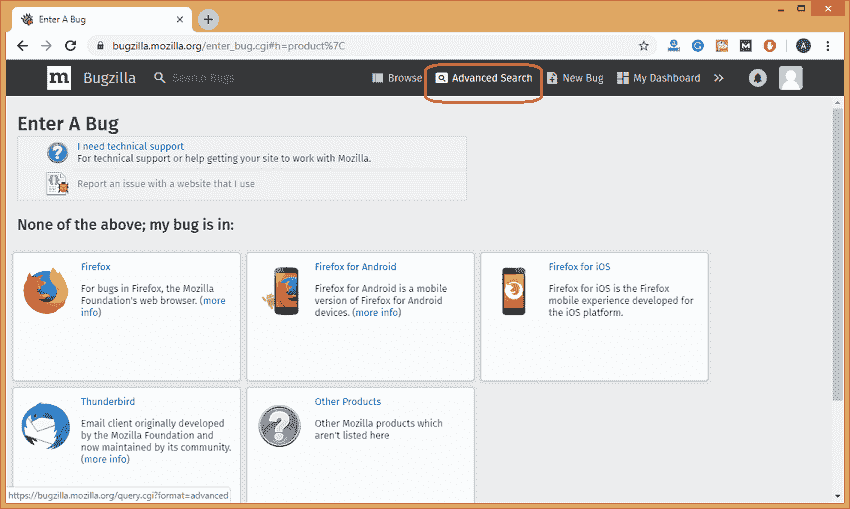 Enter A Bug
bugzilla.mozilla.org/enter_bug.cgi#h=product%7C
A
m Bugzilla Search Bugs Browse Advanced Search New Bug My Dashboard
Enter A Bug
I need technical support
For technical support or help getting your site to work with Mozilla.
Report an issue with a website that I use
None of the above; my bug is in:
Firefox
For bugs in Firefox, the Mozilla
Foundation's web browser. (more
info)
Firefox for Android
Firefox for Android is a mobile
version of Firefox for Android
devices. (more info)
Firefox for iOS
Firefox for iOS is the Firefox
mobile experience developed for
the iOS platform.
Thunderbird
Email client originally developed
by the Mozilla Foundation and
now maintained by its community.
(more info)
Other Products
Other Mozilla products which
aren't listed here
https://bugzilla.mozilla.org/query.cgi?format=advanced